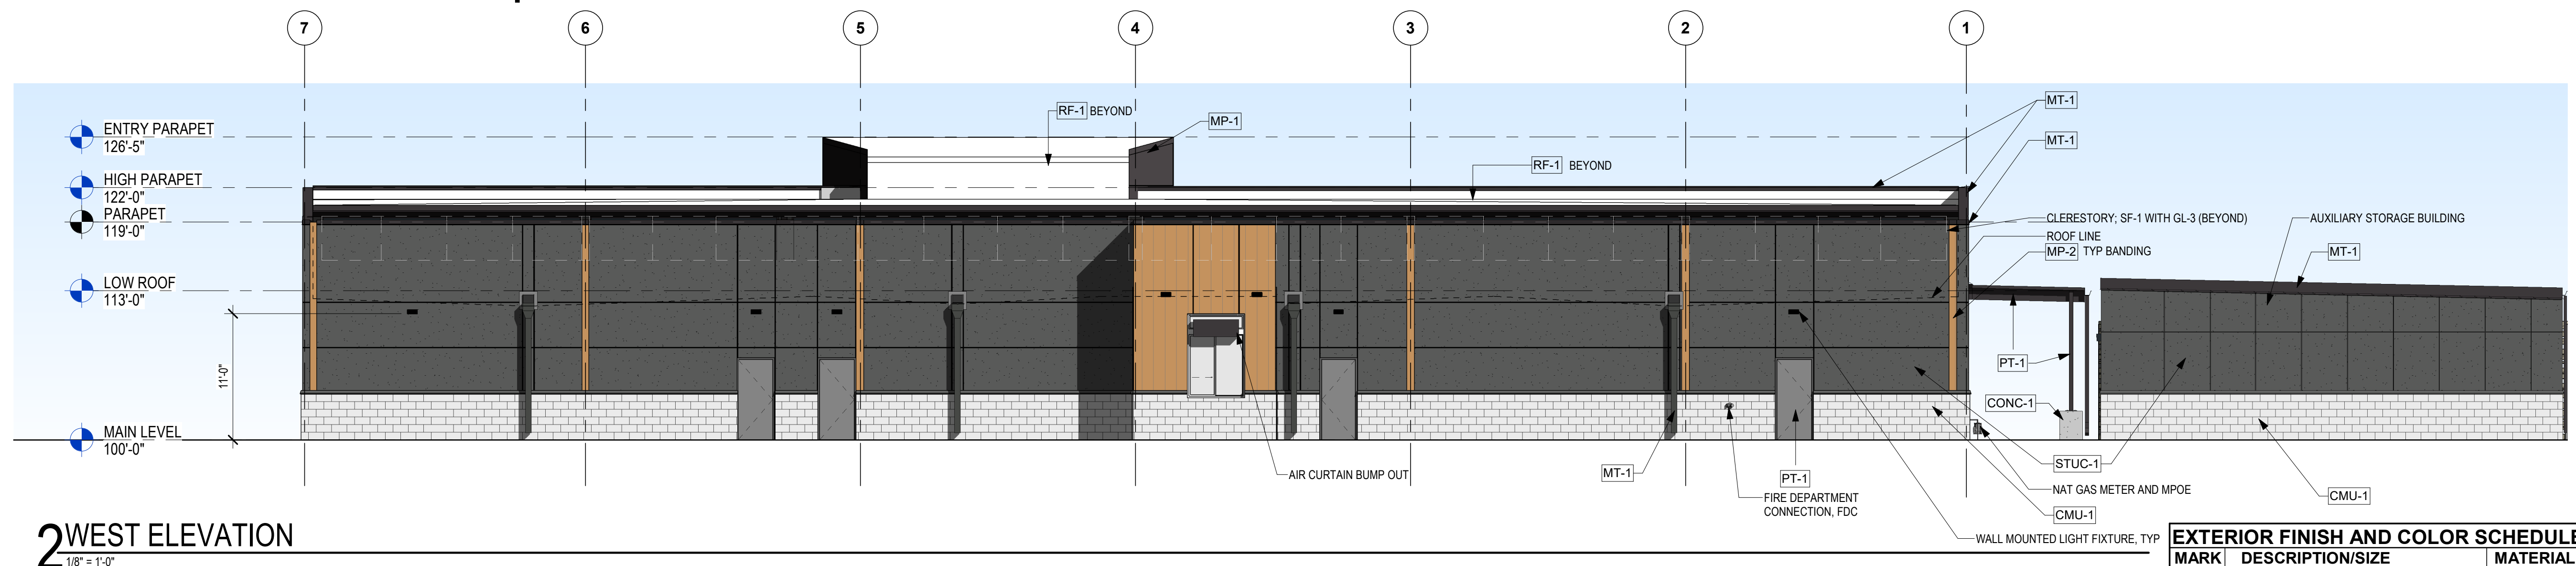 7
6
5
4
3
2
1
RF-1 BEYOND
MP-1
MT-1
MT-1
RF-1 BEYOND
ENTRY PARAPET
126'-5"
HIGH PARAPET
122'-0"
PARAPET
119'-0"
LOW ROOF
113'-0"
11'-0"
MAIN LEVEL
100'-0"
CLERESTORY; SF-1 WITH GL-3 (BEYOND)
ROOF LINE
MP-2 TYP BANDING
AUXILIARY STORAGE BUILDING
MT-1
PT-1
CONC-1
STUC-1
NAT GAS METER AND MPOE
CMU-1
CMU-1
AIR CURTAIN BUMP OUT
MT-1
PT-1
FIRE DEPARTMENT
CONNECTION, FDC
WALL MOUNTED LIGHT FIXTURE, TYP
2 WEST ELEVATION
1/8" = 1'-0"
EXTERIOR FINISH AND COLOR SCHEDULE
MARK DESCRIPTION/SIZE MATERIAL